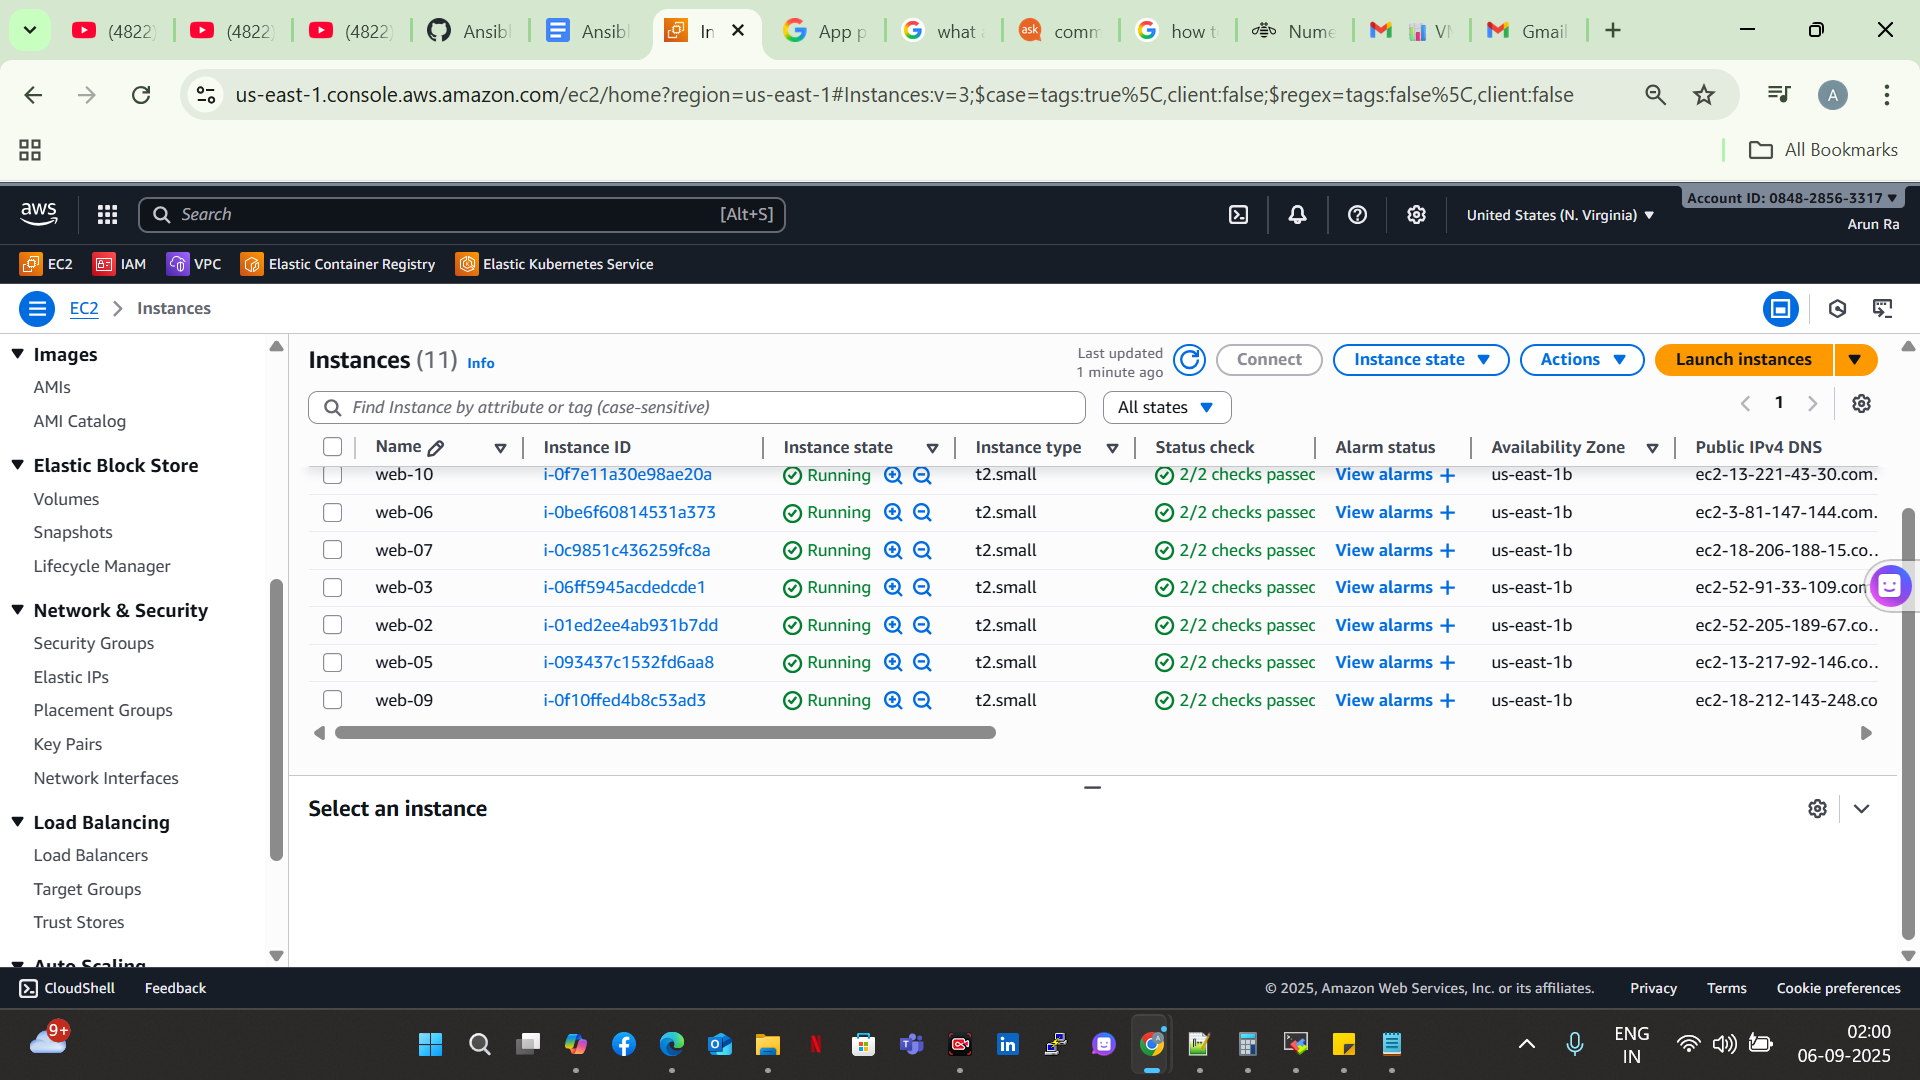 (4822
(4822
(4822
Ansibl
Ansibl
In
App p
what
comm
how t
Nume
VM
Gmail
us-east-1.console.aws.amazon.com/ec2/home?region=us-east-1#Instances:v=3;$case=tags:true%5C,client:false;$regex=tags:false%5C,client:false
A
All Bookmarks
aws
Search
[Alt+S]
United States (N. Virginia)
Account ID: 0848-2856-3317
Arun Ra
EC2
IAM
VPC
Elastic Container Registry
Elastic Kubernetes Service
EC2
Instances
Images
AMIs
AMI Catalog
Elastic Block Store
Volumes
Snapshots
Lifecycle Manager
Network & Security
Security Groups
Elastic IPs
Placement Groups
Key Pairs
Network Interfaces
Load Balancing
Load Balancers
Target Groups
Trust Stores
Auto Scaling
Instances (11) Info
Last updated
1 minute ago
Connect
Instance state
Actions
Launch instances
Find Instance by attribute or tag (case-sensitive)
All states
1
Name Instance ID Instance state Instance type Status check Alarm status Availability Zone Public IPv4 DNS
web-10 i-0f7e11a30e98ae20a Running t2.small 2/2 checks passed View alarms + us-east-1b ec2-13-221-43-30.com.
web-06 i-0be6f60814531a373 Running t2.small 2/2 checks passed View alarms + us-east-1b ec2-3-81-147-144.com.
web-07 i-0c9851c436259fc8a Running t2.small 2/2 checks passed View alarms + us-east-1b ec2-18-206-188-15.co...
web-03 i-06ff5945acdedcde1 Running t2.small 2/2 checks passed View alarms + us-east-1b ec2-52-91-33-109.com
web-02 i-01ed2ee4ab931b7dd Running t2.small 2/2 checks passed View alarms + us-east-1b ec2-52-205-189-67.co...
web-05 i-093437c1532fd6aa8 Running t2.small 2/2 checks passed View alarms + us-east-1b ec2-13-217-92-146.co...
web-09 i-0f10ffed4b8c53ad3 Running t2.small 2/2 checks passed View alarms + us-east-1b ec2-18-212-143-248.co
Select an instance
CloudShell
Feedback
© 2025, Amazon Web Services, Inc. or its affiliates.
Privacy
Terms
Cookie preferences
9+
ENG
IN
02:00
06-09-2025